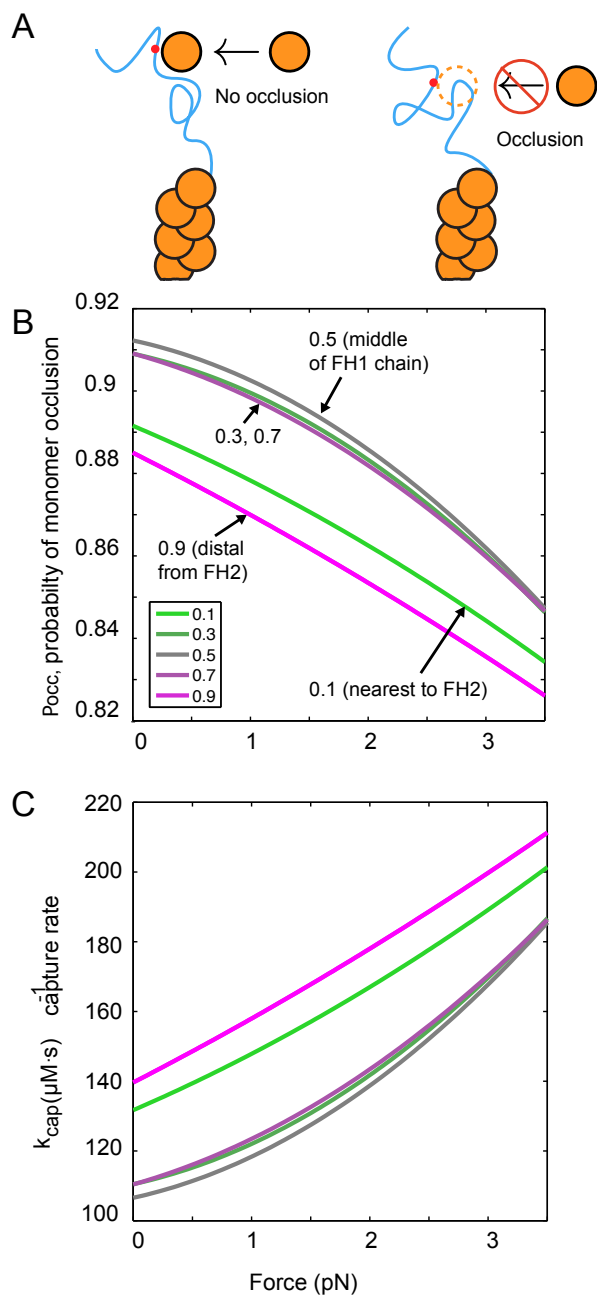 A
No occlusion
Occlusion
B
Pocc, probabilty of monomer occlusion
0.92
0.9
0.88
0.86
0.84
0.82
0.5 (middle
of FH1 chain)
0.3, 0.7
0.9 (distal
from FH2)
0.1 (nearest to FH2)
0.1
0.3
0.5
0.7
0.9
0
1
2
3
C
kcap(μM·s)-1 capture rate
220
200
180
160
140
120
100
0
1
2
3
Force (pN)